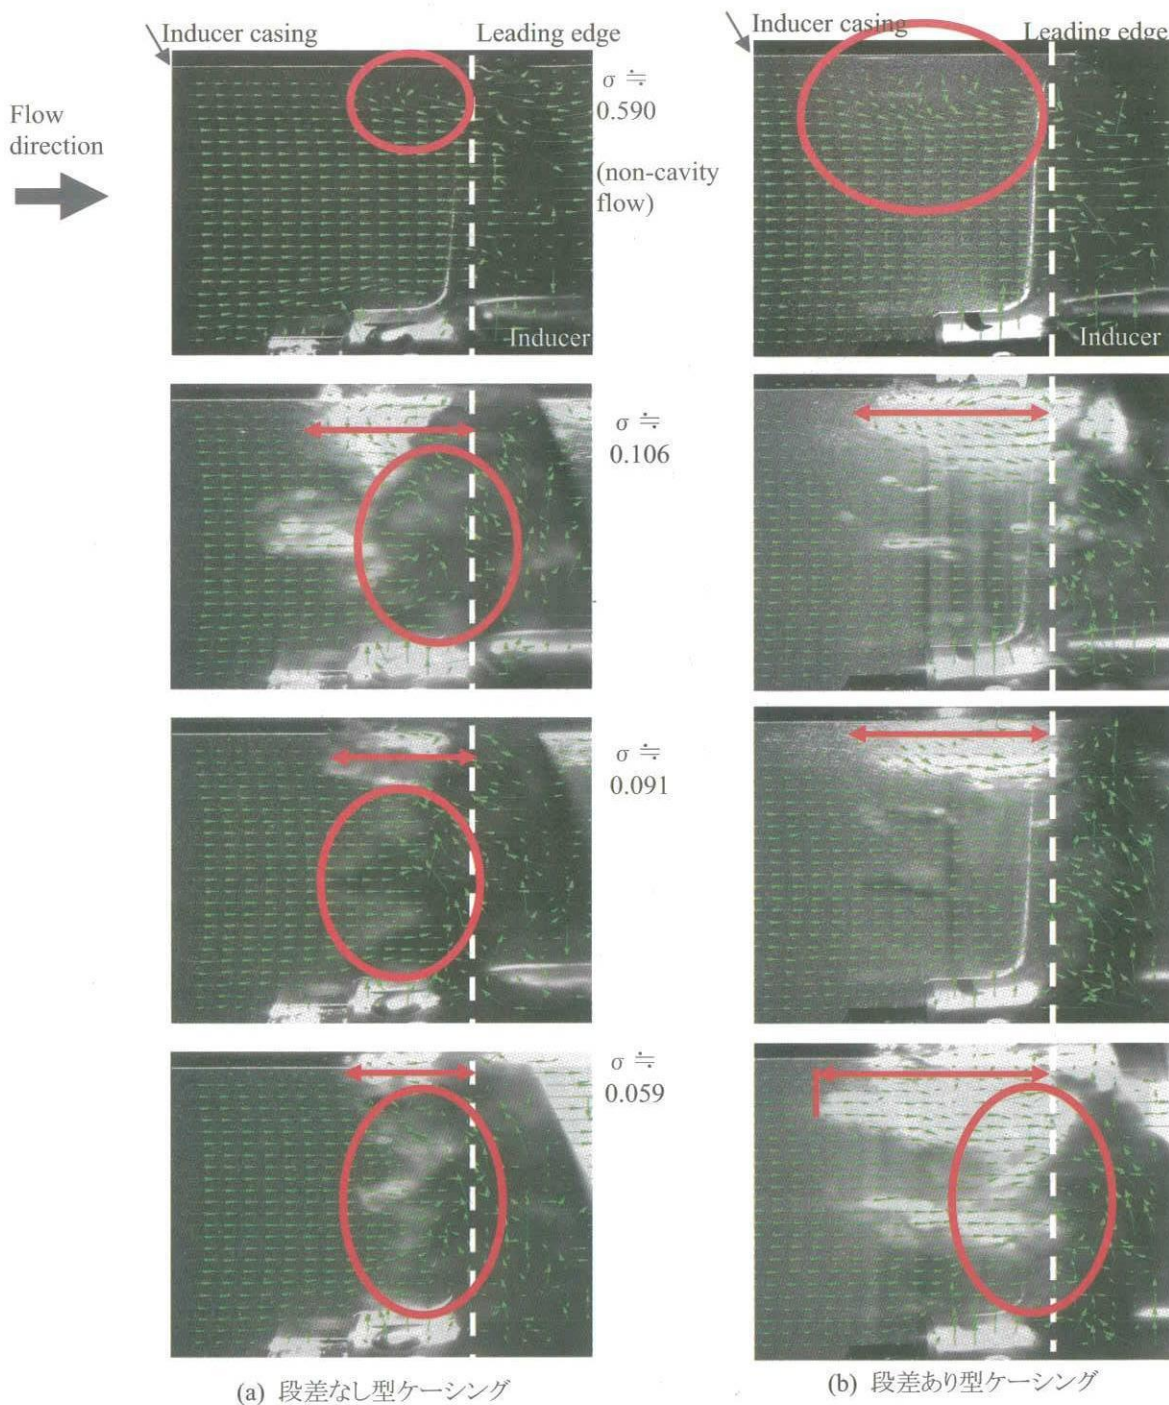 Inducer casing
Leading edge
Inducer casing
Leading edge
Flow
direction
σ ≒
0.590
(non-cavity
flow)
Inducer
Inducer
σ ≒
0.106
σ ≒
0.091
σ ≒
0.059
(a) 段差なし型ケーシング
(b) 段差あり型ケーシング